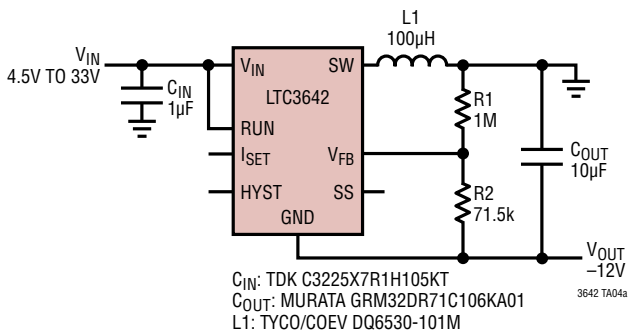 L1
100µH
VIN
4.5V TO 33V
CIN
1µF
VIN
SW
LTC3642
RUN
ISET
VFB
HYST
SS
GND
R1
1M
R2
71.5k
COUT
10µF
VOUT
–12V
CIN: TDK C3225X7R1H105KT
COUT: MURATA GRM32DR71C106KA01
L1: TYCO/COEV DQ6530-101M
3642 TA04a